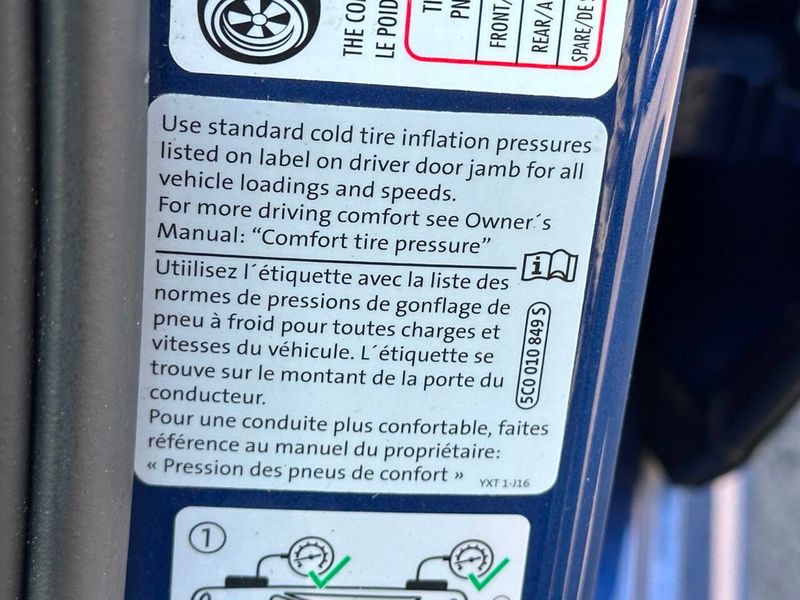 THE CO
LE POID
TI
PN
FRONT/
REAR/A
SPARE/DE S
Use standard cold tire inflation pressures
listed on label on driver door jamb for all
vehicle loadings and speeds.
For more driving comfort see Owner´s
Manual: “Comfort tire pressure”
i
Utiilisez l´étiquette avec la liste des
normes de pressions de gonflage de
pneu à froid pour toutes charges et
vitesses du véhicule. L´étiquette se
trouve sur le montant de la porte du
conducteur.
Pour une conduite plus confortable, faites
référence au manuel du propriétaire:
« Pression des pneus de confort »
5C0 010 849 S
YXT 1-J16
1